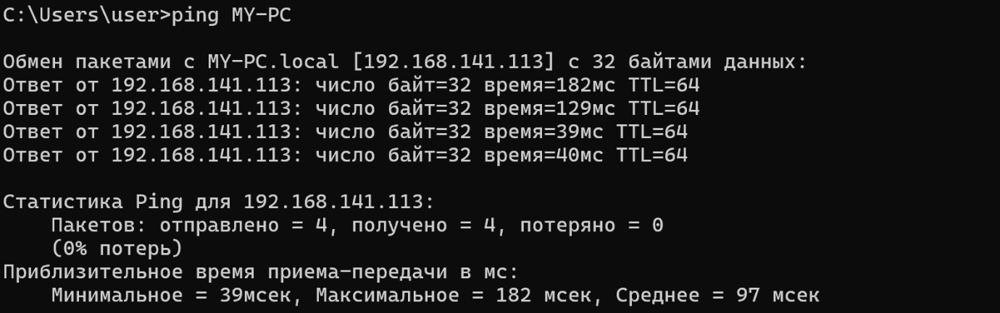 C:\Users\user>ping MY-PC
Обмен пакетами с MY-PC.local [192.168.141.113] с 32 байтами данных:
Ответ от 192.168.141.113: число байт=32 время=182мс TTL=64
Ответ от 192.168.141.113: число байт=32 время=129мс TTL=64
Ответ от 192.168.141.113: число байт=32 время=39мс TTL=64
Ответ от 192.168.141.113: число байт=32 время=40мс TTL=64
Статистика Ping для 192.168.141.113:
Пакетов: отправлено = 4, получено = 4, потеряно = 0
(0% потерь)
Приблизительное время приема-передачи в мс:
Минимальное = 39мсек, Максимальное = 182 мсек, Среднее = 97 мсек